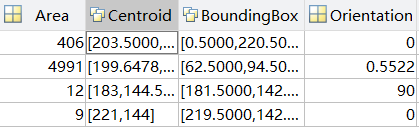 Area Centroid BoundingBox Orientation
406 [203.5000,... [0.5000,220.50... 0
4991 [199.6478,... [62.5000,94.50... 0.5522
12 [183,144.5... [181.5000,142.... 90
9 [221,144] [219.5000,142.... 0